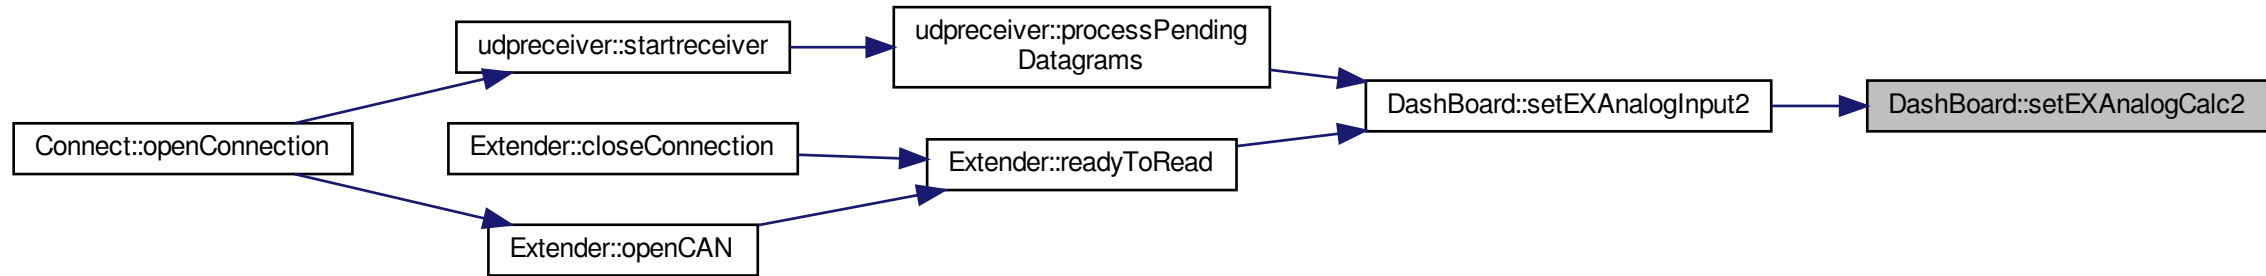 udpreceiver::startreceiver
udpreceiver::processPending
Datagrams
Connect::openConnection
Extender::closeConnection
Extender::readyToRead
Extender::openCAN
DashBoard::setEXAnalogInput2
DashBoard::setEXAnalogCalc2